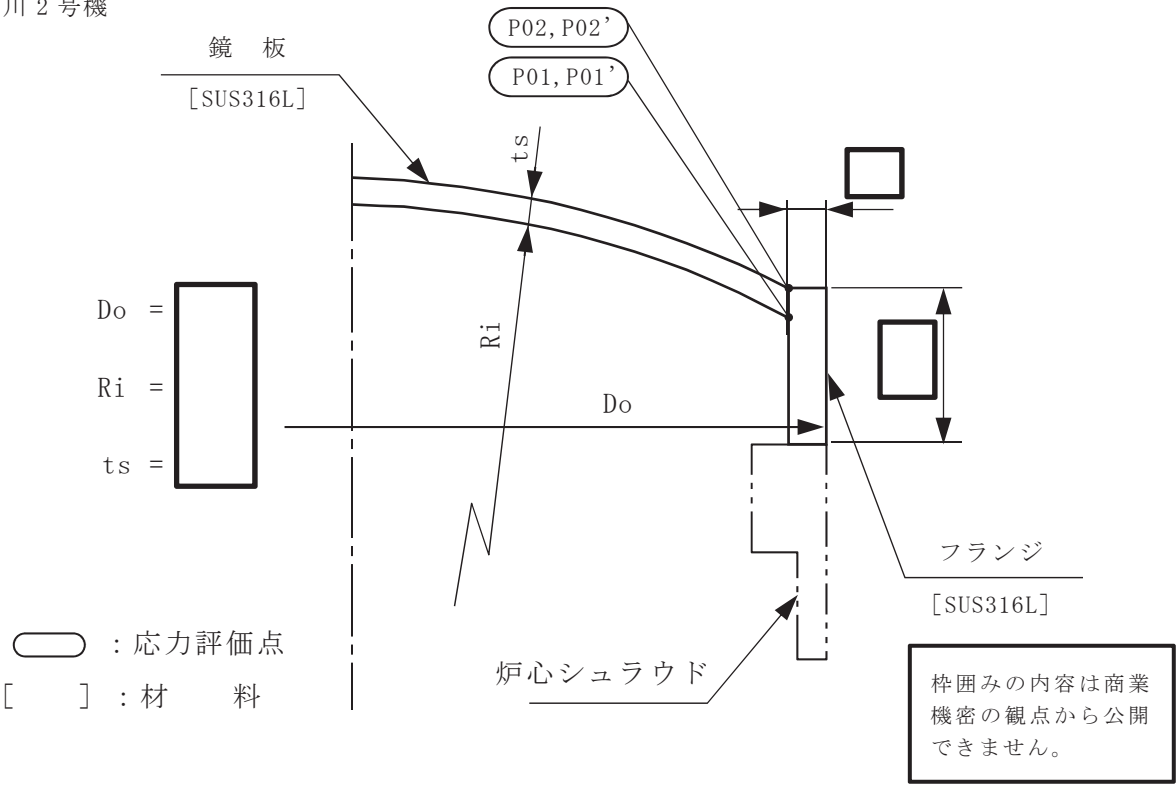 川２号機
鏡　板
[SUS316L]
P02,P02’
P01,P01’
ts
Ri
Do =
Ri =
ts =
Do
フランジ
[SUS316L]
炉心シュラウド
：応力評価点
[　　]：材　　料
枠囲みの内容は商業
機密の観点から公開
できません。